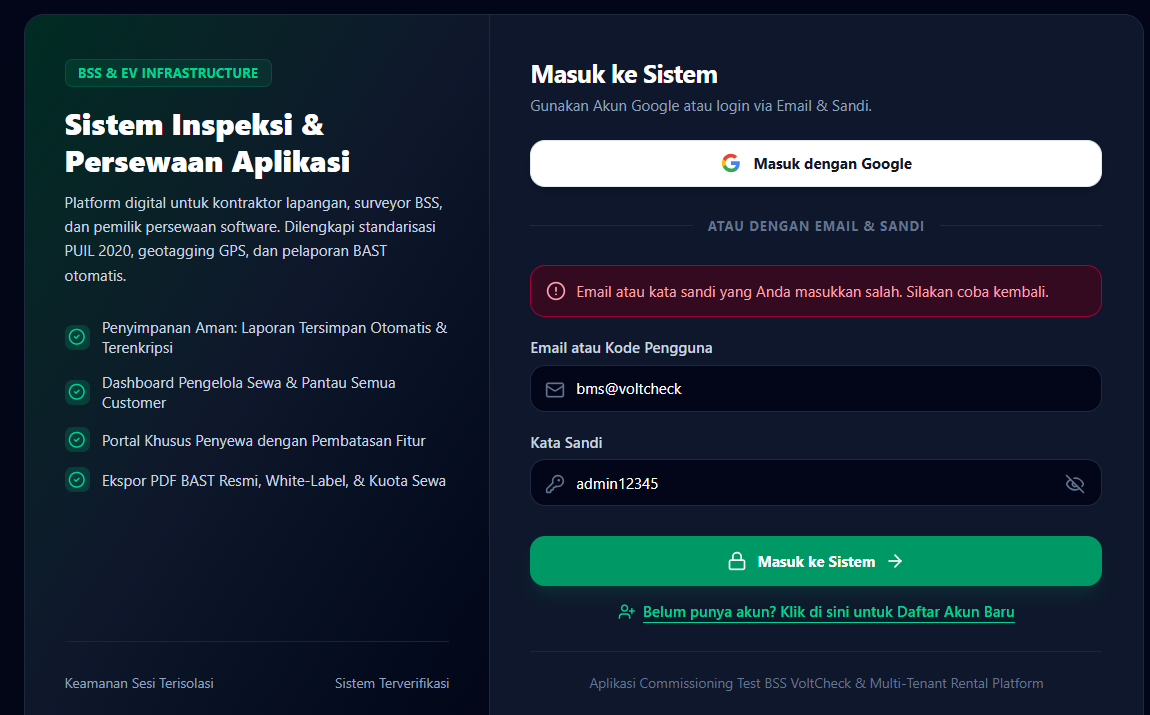 BSS & EV INFRASTRUCTURE
Sistem Inspeksi &
Persewaan Aplikasi
Platform digital untuk kontraktor lapangan, surveyor BSS,
dan pemilik persewaan software. Dilengkapi standarisasi
PUIL 2020, geotagging GPS, dan pelaporan BAST
otomatis.
Penyimpanan Aman: Laporan Tersimpan Otomatis &
Terenkripsi
Dashboard Pengelola Sewa & Pantau Semua
Customer
Portal Khusus Penyewa dengan Pembatasan Fitur
Ekspor PDF BAST Resmi, White-Label, & Kuota Sewa
Keamanan Sesi Terisolasi
Sistem Terverifikasi
Masuk ke Sistem
Gunakan Akun Google atau login via Email & Sandi.
Masuk dengan Google
ATAU DENGAN EMAIL & SANDI
Email atau kata sandi yang Anda masukkan salah. Silakan coba kembali.
Email atau Kode Pengguna
bms@voltcheck
Kata Sandi
admin12345
Masuk ke Sistem
Belum punya akun? Klik di sini untuk Daftar Akun Baru
Aplikasi Commissioning Test BSS VoltCheck & Multi-Tenant Rental Platform